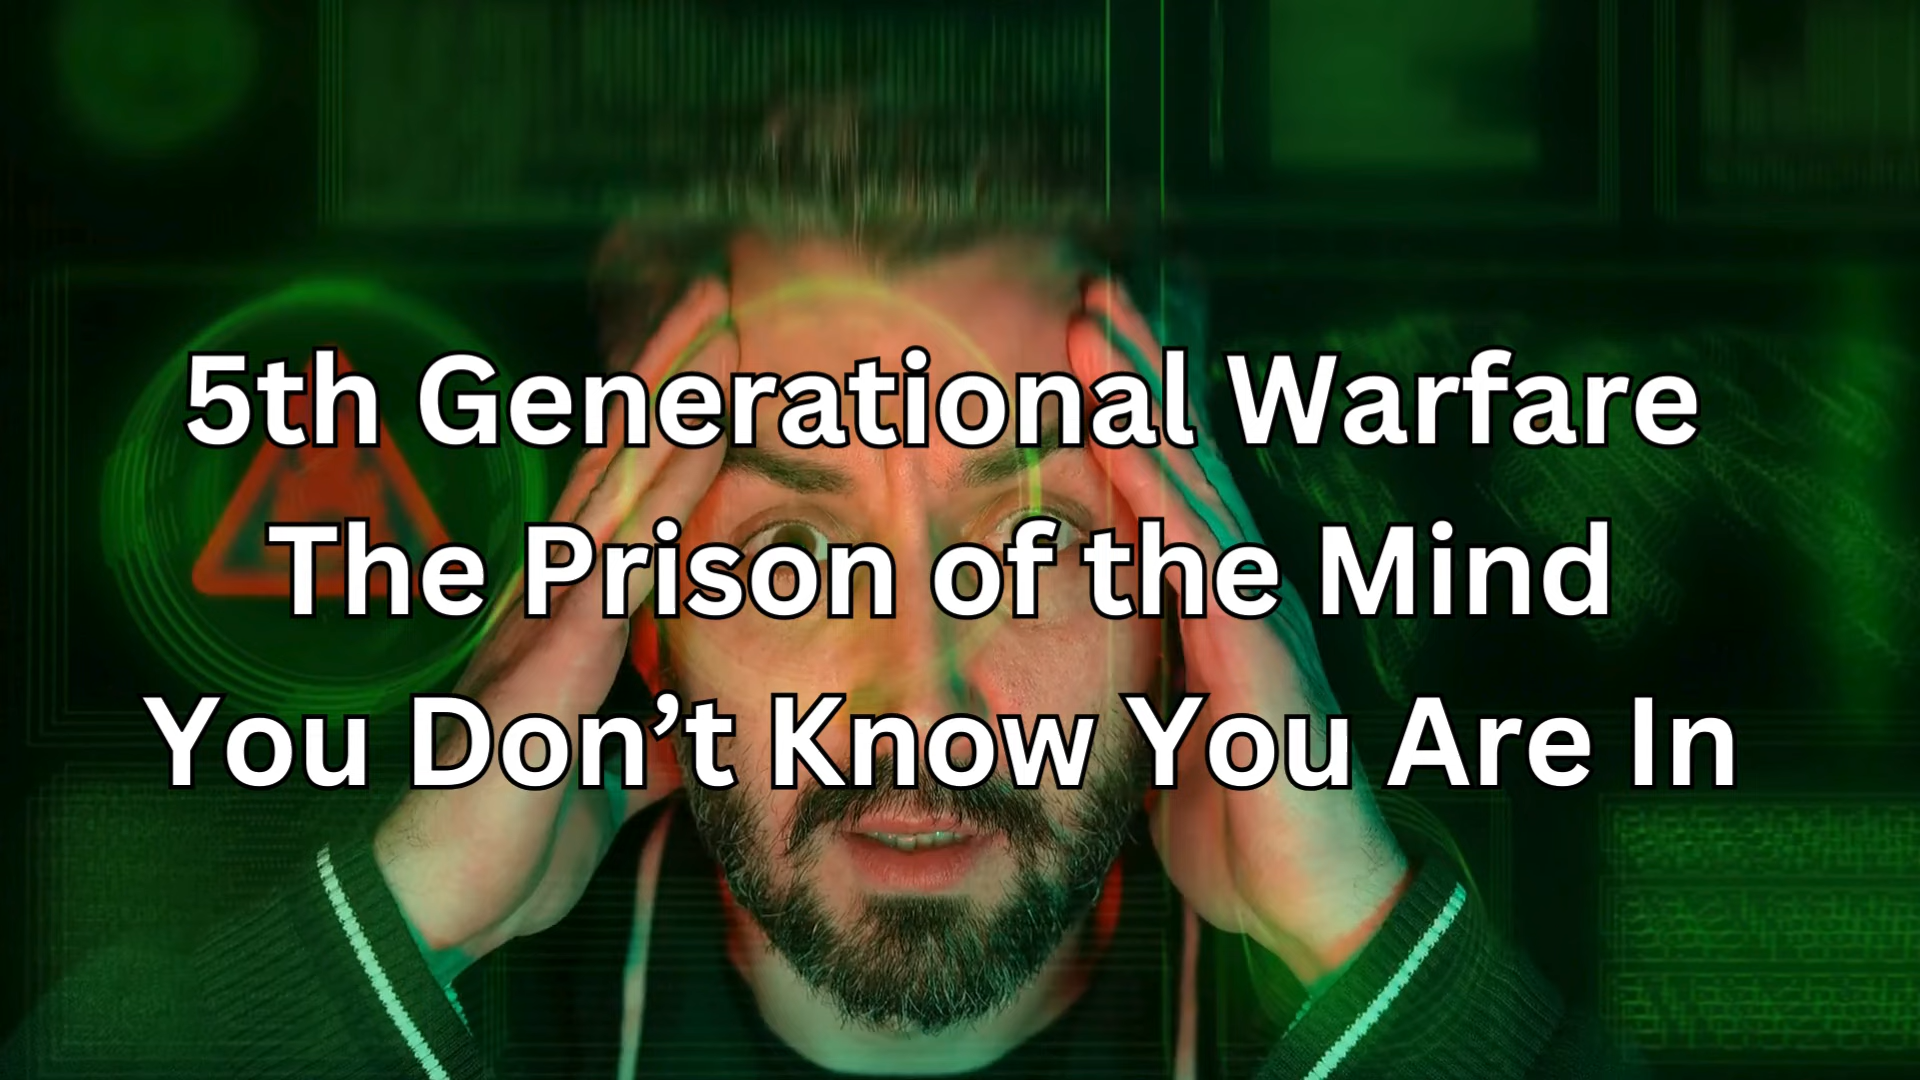 5th Generational Warfare
The Prison of the Mind
You Don’t Know You Are In